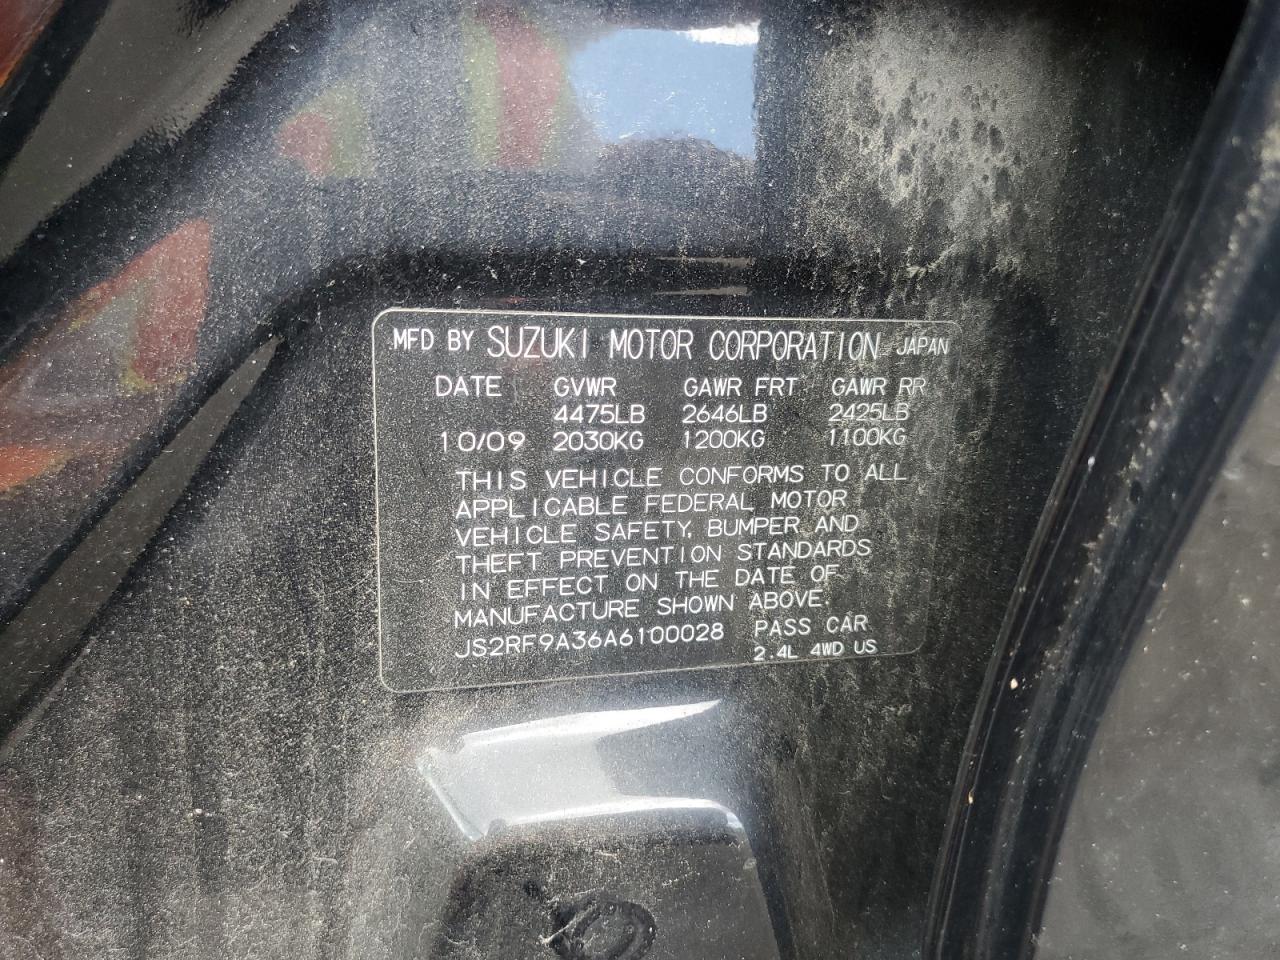 MFD BY SUZUKI MOTOR CORPORATION JAPAN
DATE GVWR GAWR FRT GAWR RR
4475LB 2646LB 2425LB
10/09 2030KG 1200KG 1100KG
THIS VEHICLE CONFORMS TO ALL
APPLICABLE FEDERAL MOTOR
VEHICLE SAFETY, BUMPER AND
THEFT PREVENTION STANDARDS
IN EFFECT ON THE DATE OF
MANUFACTURE SHOWN ABOVE.
JS2RF9A36A6100028 PASS CAR
2.4L 4WD US